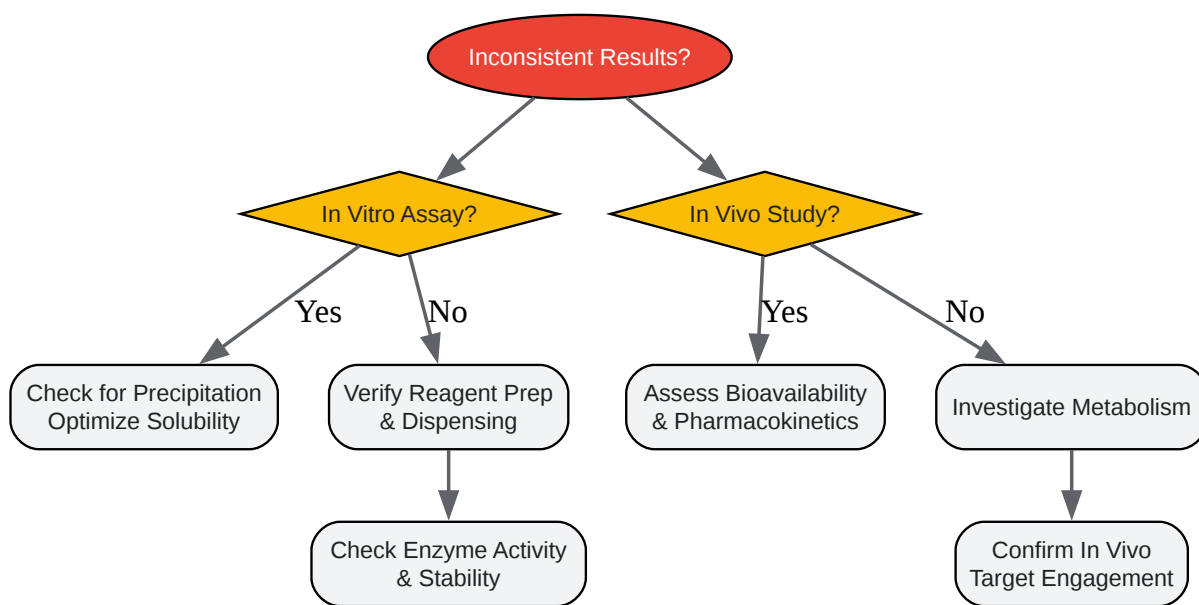 Inconsistent Results?
In Vitro Assay?
In Vivo Study?
Yes
No
Yes
No
Check for Precipitation
Optimize Solubility
Verify Reagent Prep
& Dispensing
Assess Bioavailability
& Pharmacokinetics
Investigate Metabolism
Check Enzyme Activity
& Stability
Confirm In Vivo
Target Engagement